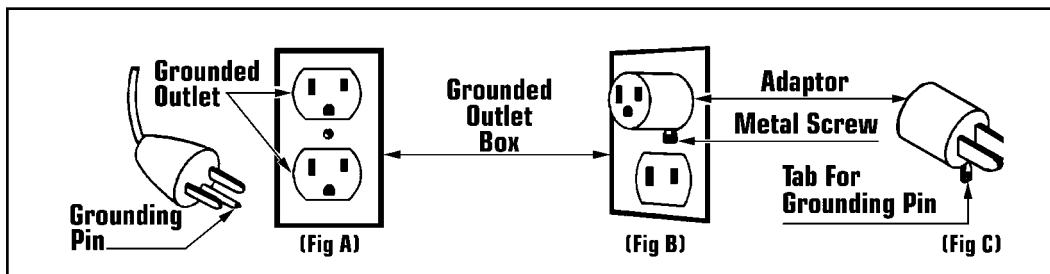 Grounded
Outlet
Grounding
Pin
(Fig A)
Grounded
Outlet
Box
(Fig B)
Adaptor
Metal Screw
Tab For
Grounding Pin
(Fig C)